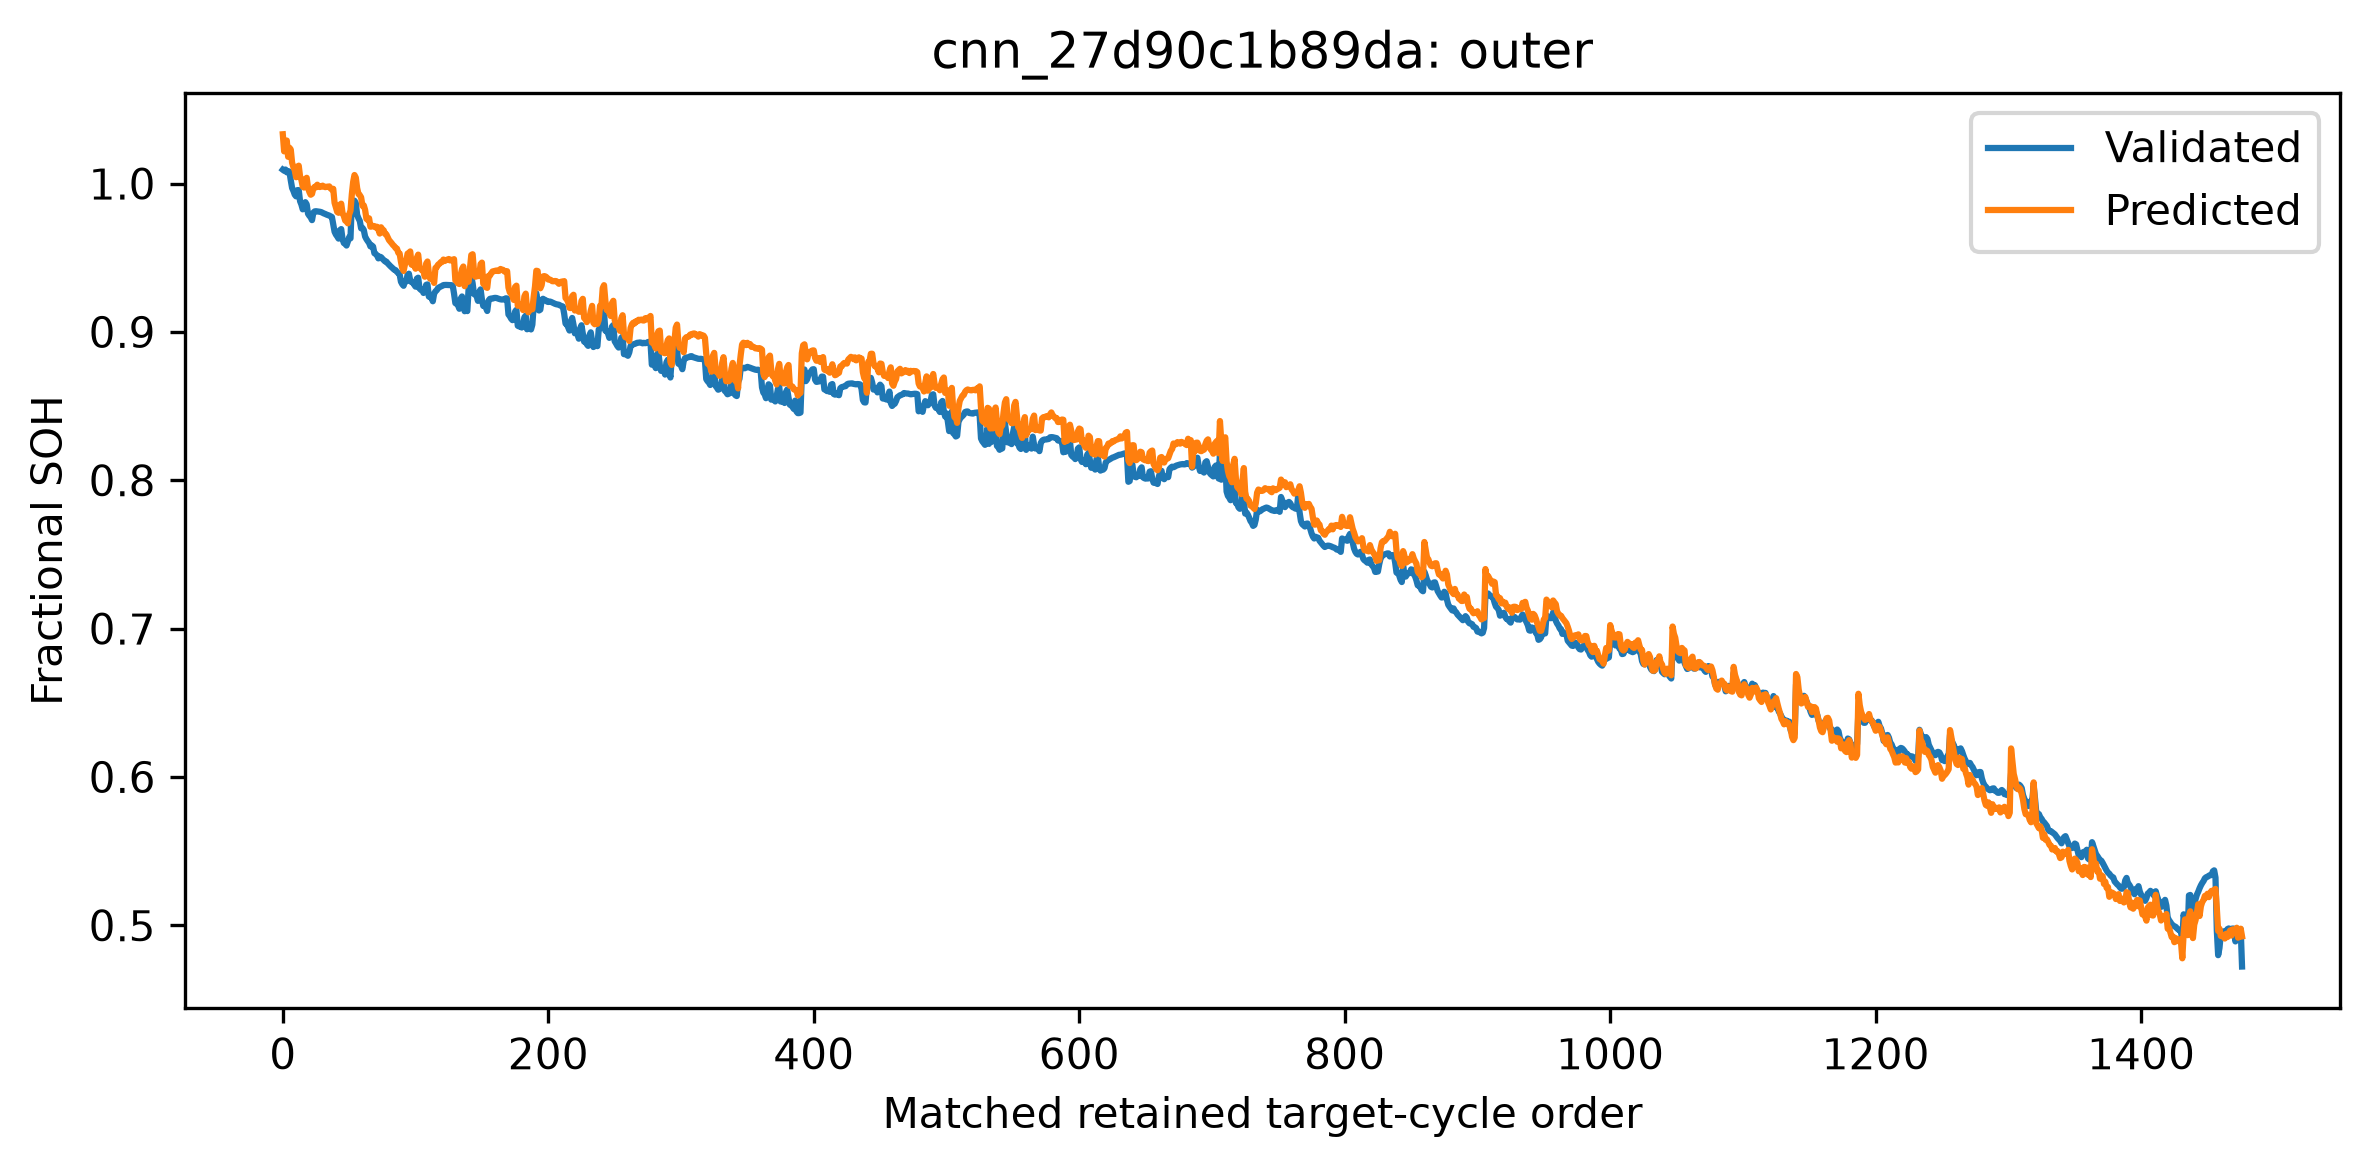 cnn_27d90c1b89da: outer
Validated
Predicted
Fractional SOH
1.0
0.9
0.8
0.7
0.6
0.5
0 200 400 600 800 1000 1200 1400
Matched retained target-cycle order